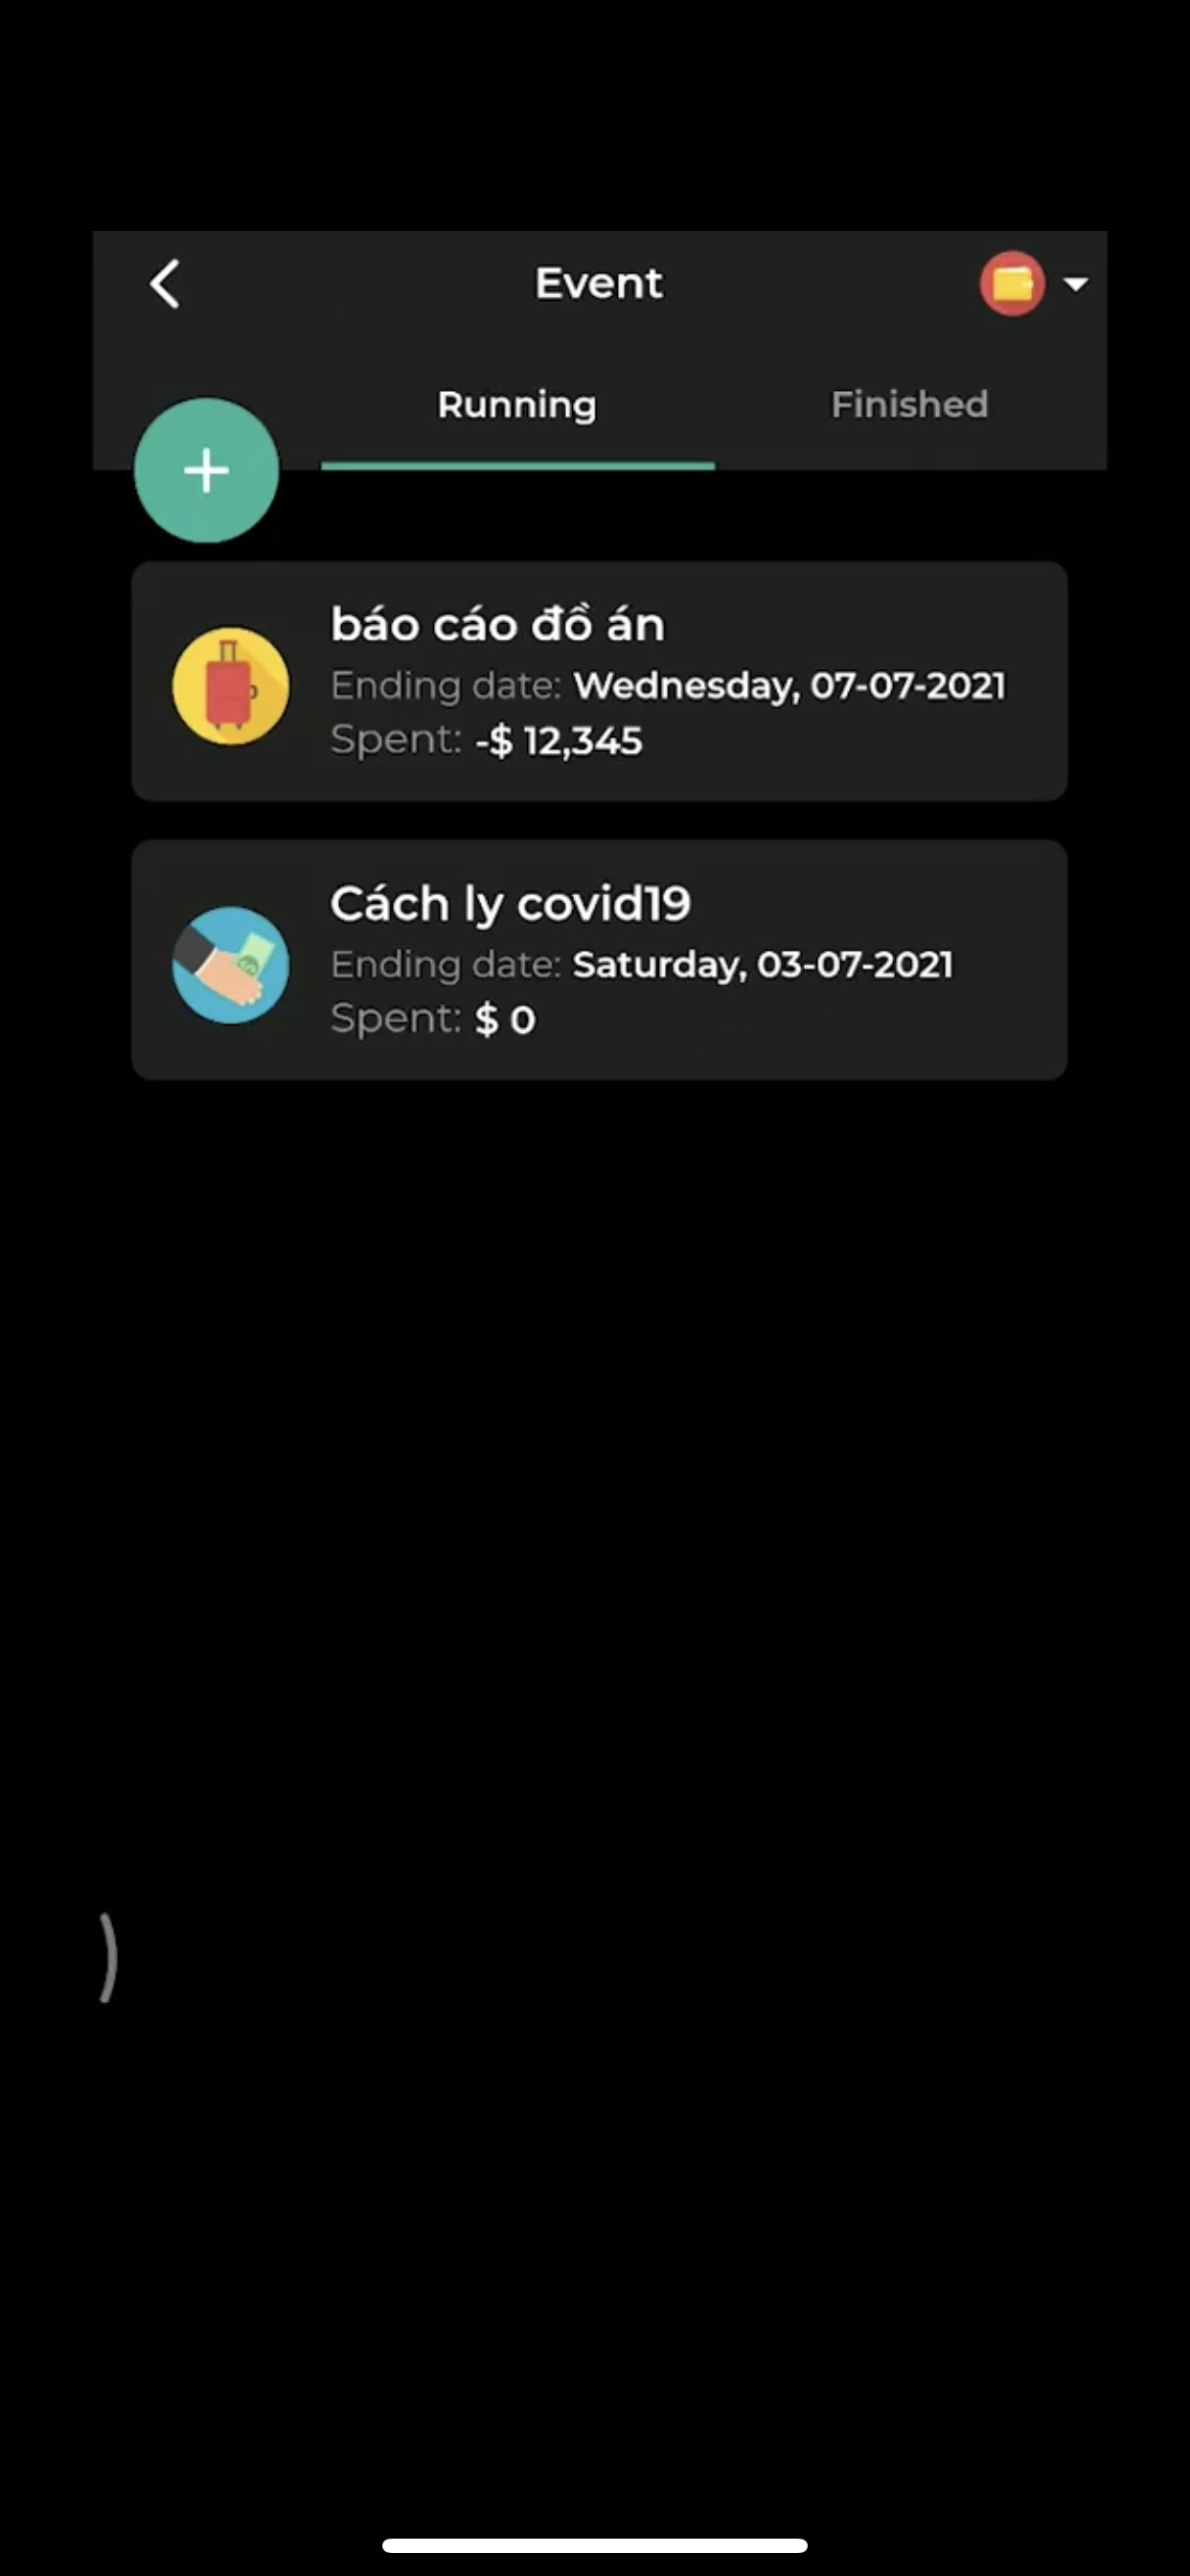 Event
Running
Finished
báo cáo đồ án
Ending date: Wednesday, 07-07-2021
Spent: -$ 12,345
Cách ly covid19
Ending date: Saturday, 03-07-2021
Spent: $ 0